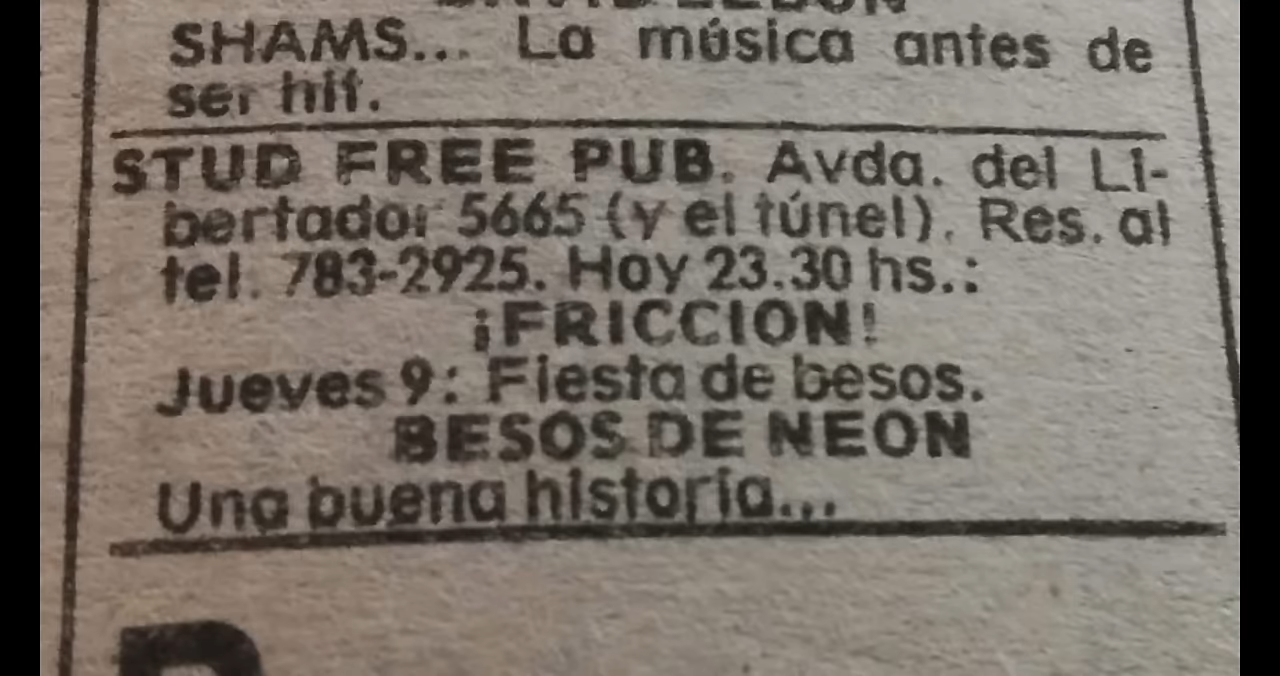 SHAMS... La música antes de
ser hit.
STUD FREE PUB. Avda. del Li-
bertador 5665 (y el túnel). Res. al
tel. 783-2925. Hoy 23.30 hs.:
¡FRICCION!
Jueves 9: Fiesta de besos.
BESOS DE NEON
Una buena historia...